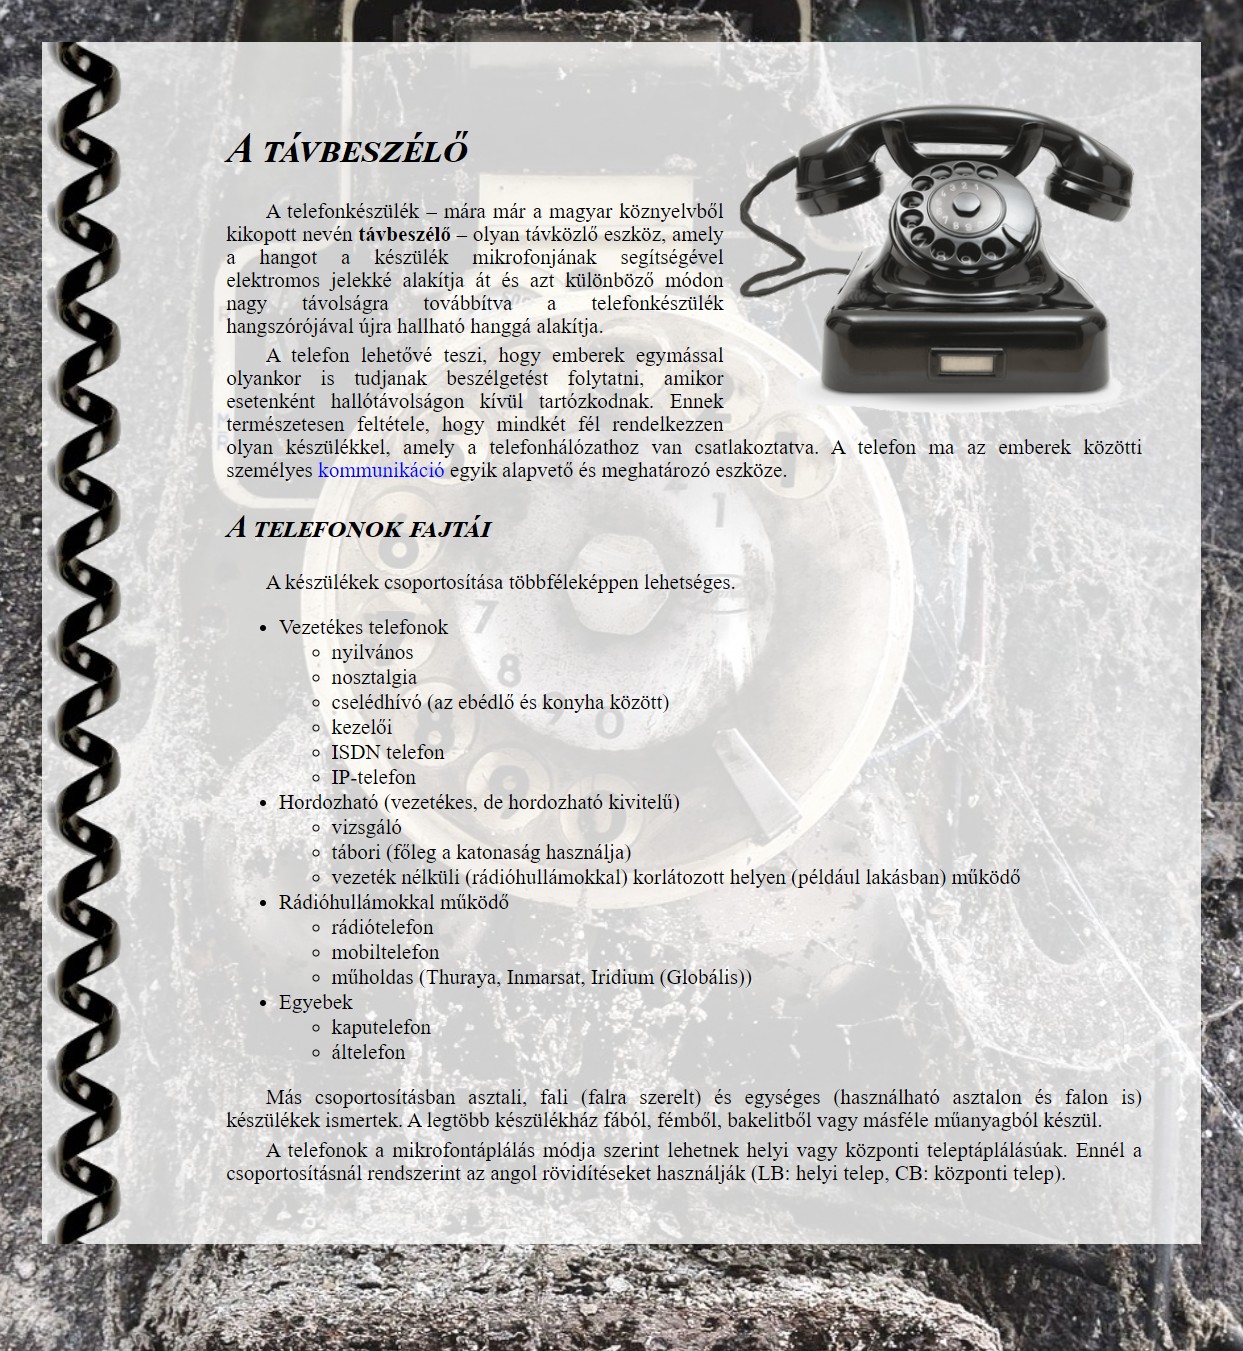 A TÁVBESZÉLŐ
A telefonkészülék – mára már a magyar köznyelvből
kikopott nevén távbeszélő – olyan távközlő eszköz, amely
a hangot a készülék mikrofonjának segítségével
elektromos jelekké alakítja át és azt különböző módon
nagy távolságra továbbítva a telefonkészülék
hangszórójával újra hallható hanggá alakítja.
A telefon lehetővé teszi, hogy emberek egymással
olyankor is tudjanak beszélgetést folytatni, amikor
esetenként hallótávolságon kívül tartózkodnak. Ennek
természetesen feltétele, hogy mindkét fél rendelkezzen
olyan készülékkel, amely a telefonhálózathoz van csatlakoztatva. A telefon ma az emberek közötti
személyes kommunikáció egyik alapvető és meghatározó eszköze.
A TELEFONOK FAJTÁI
A készülékek csoportosítása többféleképpen lehetséges.
• Vezetékes telefonok
◦ nyilvános
◦ nosztalgia
◦ cselédhívó (az ebédlő és konyha között)
◦ kezelői
◦ ISDN telefon
◦ IP-telefon
• Hordozható (vezetékes, de hordozható kivitelű)
◦ vizsgáló
◦ tábori (főleg a katonaság használja)
◦ vezeték nélküli (rádióhullámokkal) korlátozott helyen (például lakásban) működő
• Rádióhullámokkal működő
◦ rádiótelefon
◦ mobiltelefon
◦ műholdas (Thuraya, Inmarsat, Iridium (Globális))
• Egyebek
◦ kaputelefon
◦ áltelefon
Más csoportosításban asztali, fali (falra szerelt) és egységes (használható asztalon és falon is)
készülékek ismertek. A legtöbb készülékház fából, fémből, bakelitből vagy másféle műanyagból készül.
A telefonok a mikrofontáplálás módja szerint lehetnek helyi vagy központi teleptáplálásúak. Ennél a
csoportosításnál rendszerint az angol rövidítéseket használják (LB: helyi telep, CB: központi telep).